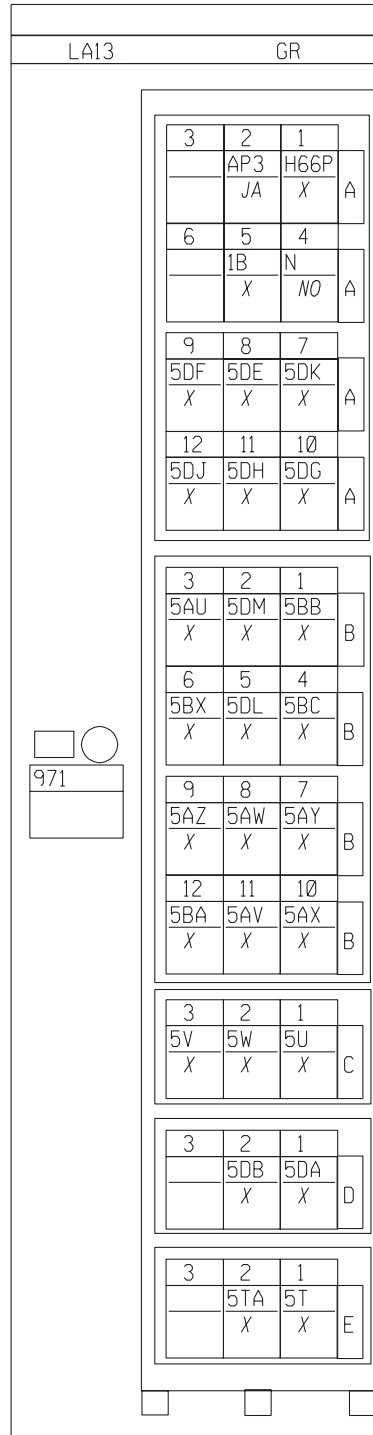 LA13 GR
3 2 1
AP3 H66P
JA X A
6 5 4
1B N
X NO A
9 8 7
5DF 5DE 5DK
X X X A
12 11 10
5DJ 5DH 5DG
X X X A
3 2 1
5AU 5DM 5BB
X X X B
6 5 4
5BX 5DL 5BC
X X X B
971
9 8 7
5AZ 5AW 5AY
X X X B
12 11 10
5BA 5AV 5AX
X X X B
3 2 1
5V 5W 5U
X X X C
3 2 1
5DB 5DA
X X D
3 2 1
5TA 5T
X X E